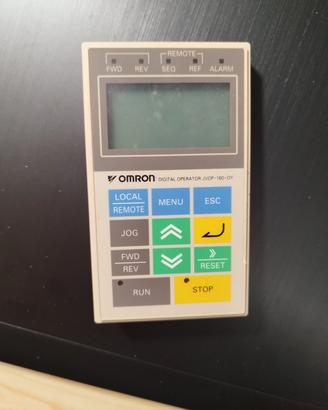 REMOTE
FWD REV SEQ REF ALARM
OMRON DIGITAL OPERATOR JVOP-160-OY
LOCAL
REMOTE
MENU
ESC
JOG
FWD
REV
RESET
RUN
STOP